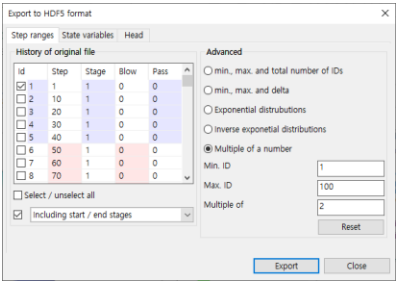 Export to HDF5 format
Step ranges State variables Head
History of original file
Id Step Stage Blow Pass
1 1 1 0 0
2 10 1 0 0
3 20 1 0 0
4 30 1 0 0
5 40 1 0 0
6 50 1 0 0
7 60 1 0 0
8 70 1 0 0
Select / unselect all
Including start / end stages
Advanced
min., max. and total number of IDs
min., max. and delta
Exponential distrubutions
Inverse exponetial distributions
Multiple of a number
Min. ID 1
Max. ID 100
Multiple of 2
Reset
Export Close